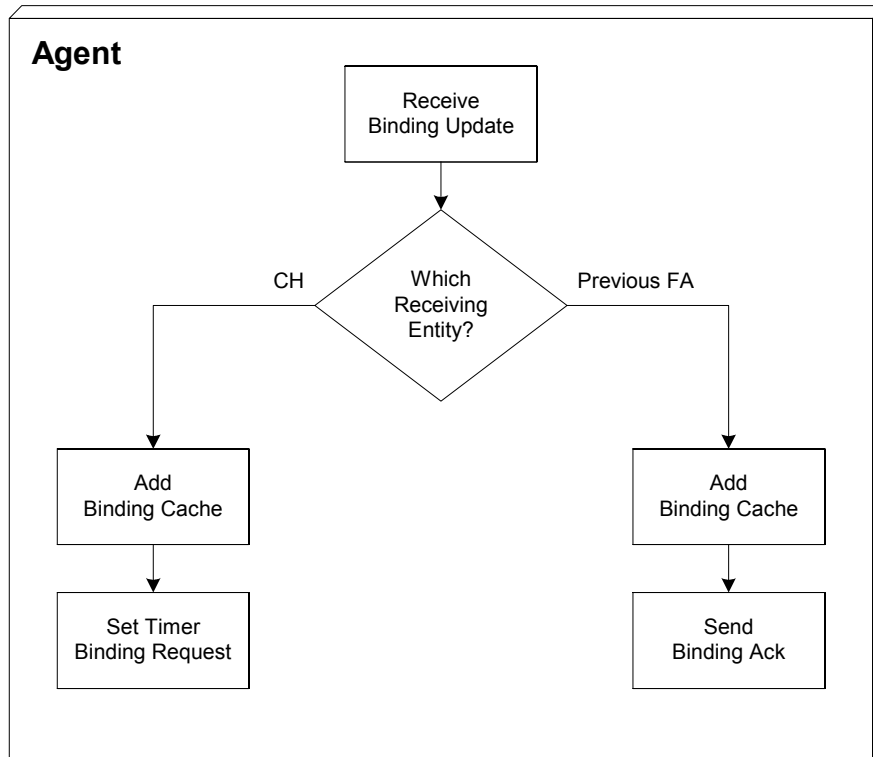 Agent
Receive
Binding Update
CH
Which
Receiving
Entity?
Previous FA
Add
Binding Cache
Add
Binding Cache
Set Timer
Binding Request
Send
Binding Ack